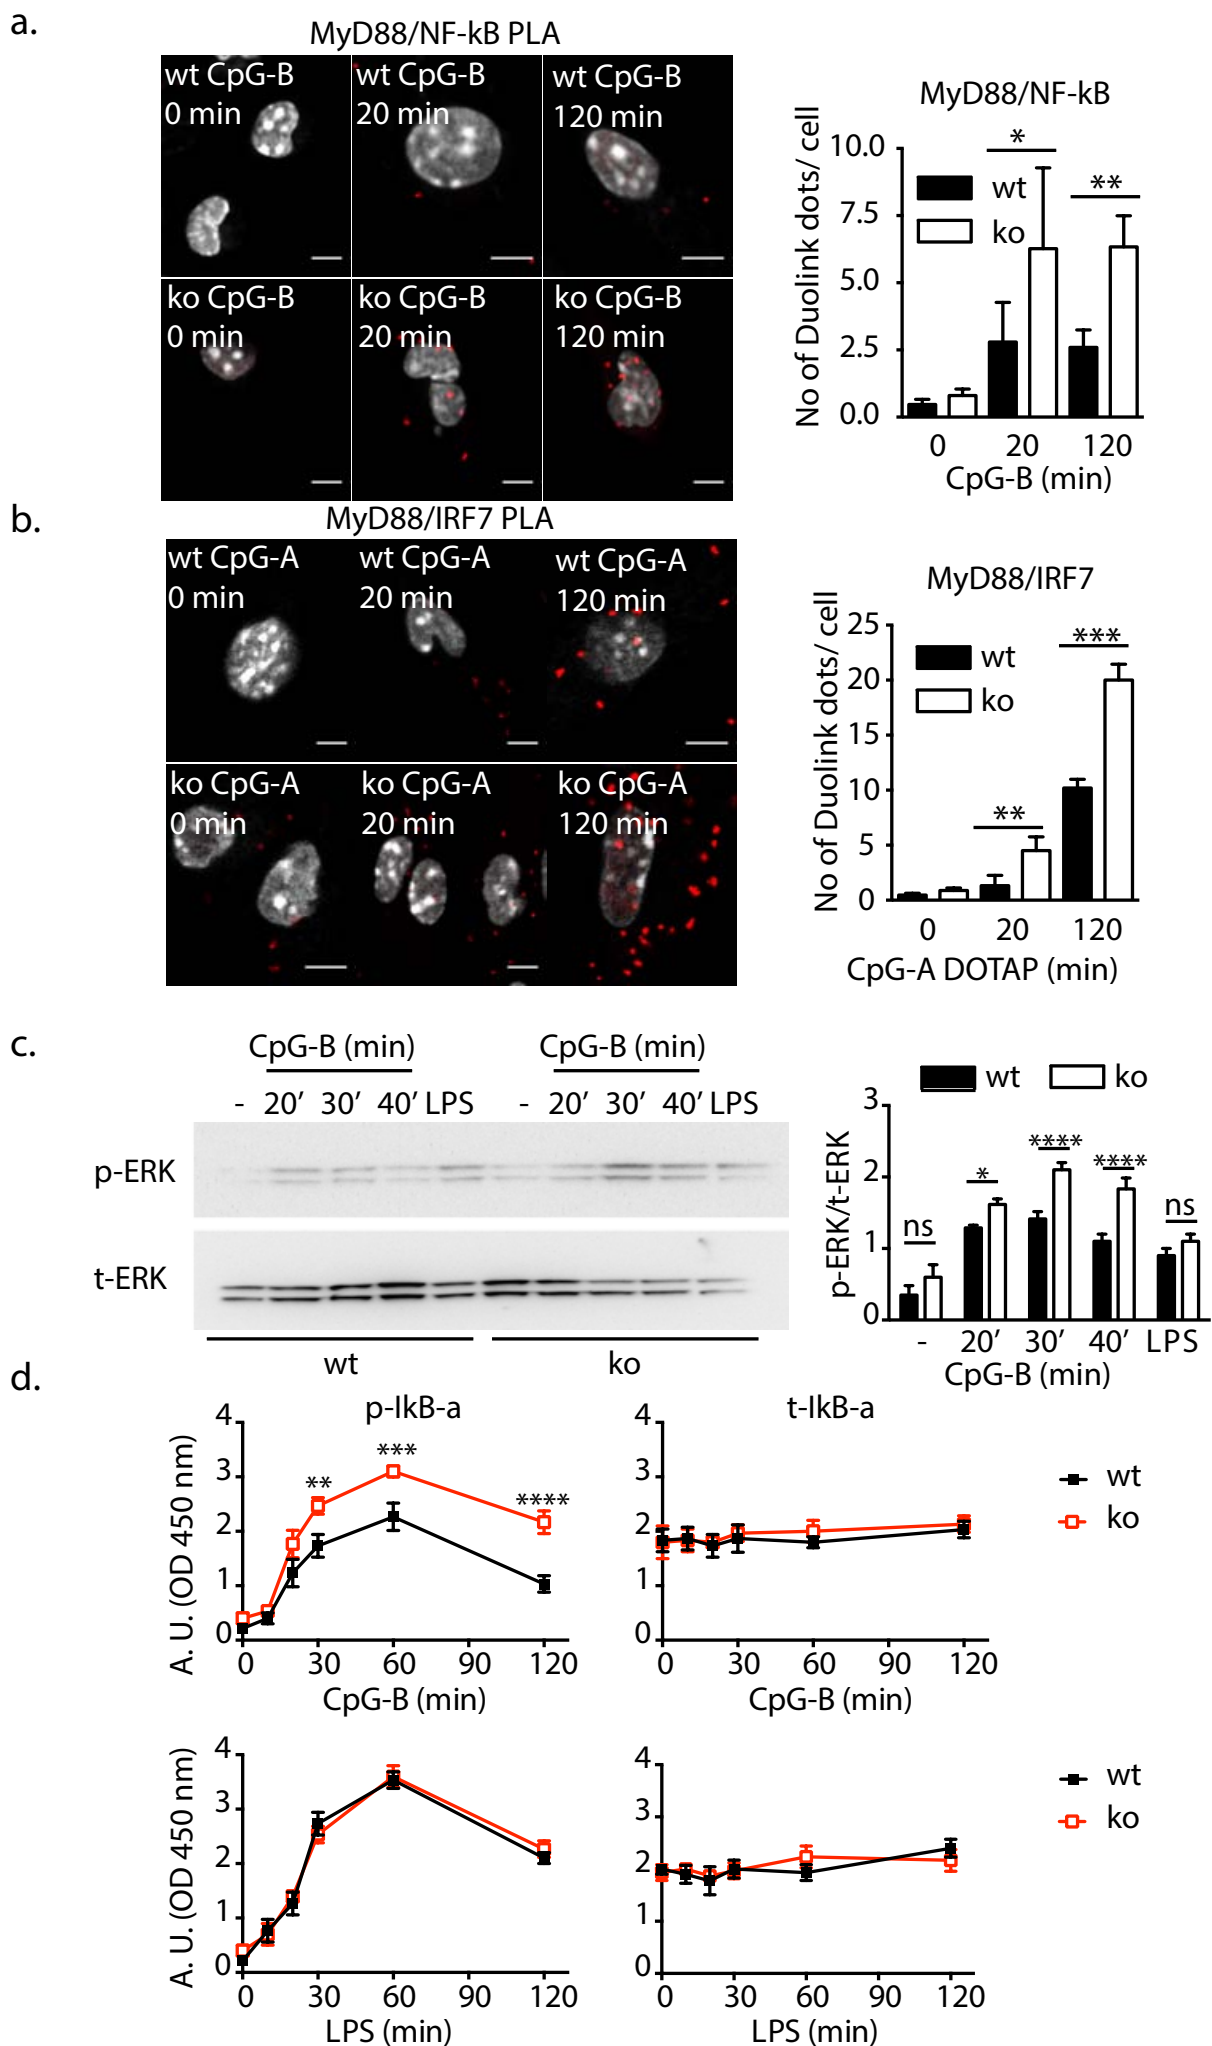 a.
MyD88/NF-kB PLA
wt CpG-B
0 min
wt CpG-B
20 min
wt CpG-B
120 min
ko CpG-B
0 min
ko CpG-B
20 min
ko CpG-B
120 min
MyD88/NF-kB
No of Duolink dots/ cell
10.0
7.5
5.0
2.5
0.0
*
**
wt
ko
0 20 120
CpG-B (min)
b.
MyD88/IRF7 PLA
wt CpG-A
0 min
wt CpG-A
20 min
wt CpG-A
120 min
ko CpG-A
0 min
ko CpG-A
20 min
ko CpG-A
120 min
MyD88/IRF7
No of Duolink dots/ cell
25
20
15
10
5
0
wt
ko
**
***
0 20 120
CpG-A DOTAP (min)
c.
CpG-B (min) CpG-B (min)
- 20′ 30′ 40′ LPS - 20′ 30′ 40′ LPS
p-ERK
t-ERK
wt ko
wt ko
p-ERK/t-ERK
3
2
1
0
ns * **** **** ns
- 20′ 30′ 40′ LPS
CpG-B (min)
d.
p-IkB-a
A. U. (OD 450 nm)
4
3
2
1
0
** *** ****
0 30 60 90 120
CpG-B (min)
t-IkB-a
4
3
2
1
0
0 30 60 90 120
CpG-B (min)
wt
ko
A. U. (OD 450 nm)
4
3
2
1
0
0 30 60 90 120
LPS (min)
4
3
2
1
0
0 30 60 90 120
LPS (min)
wt
ko